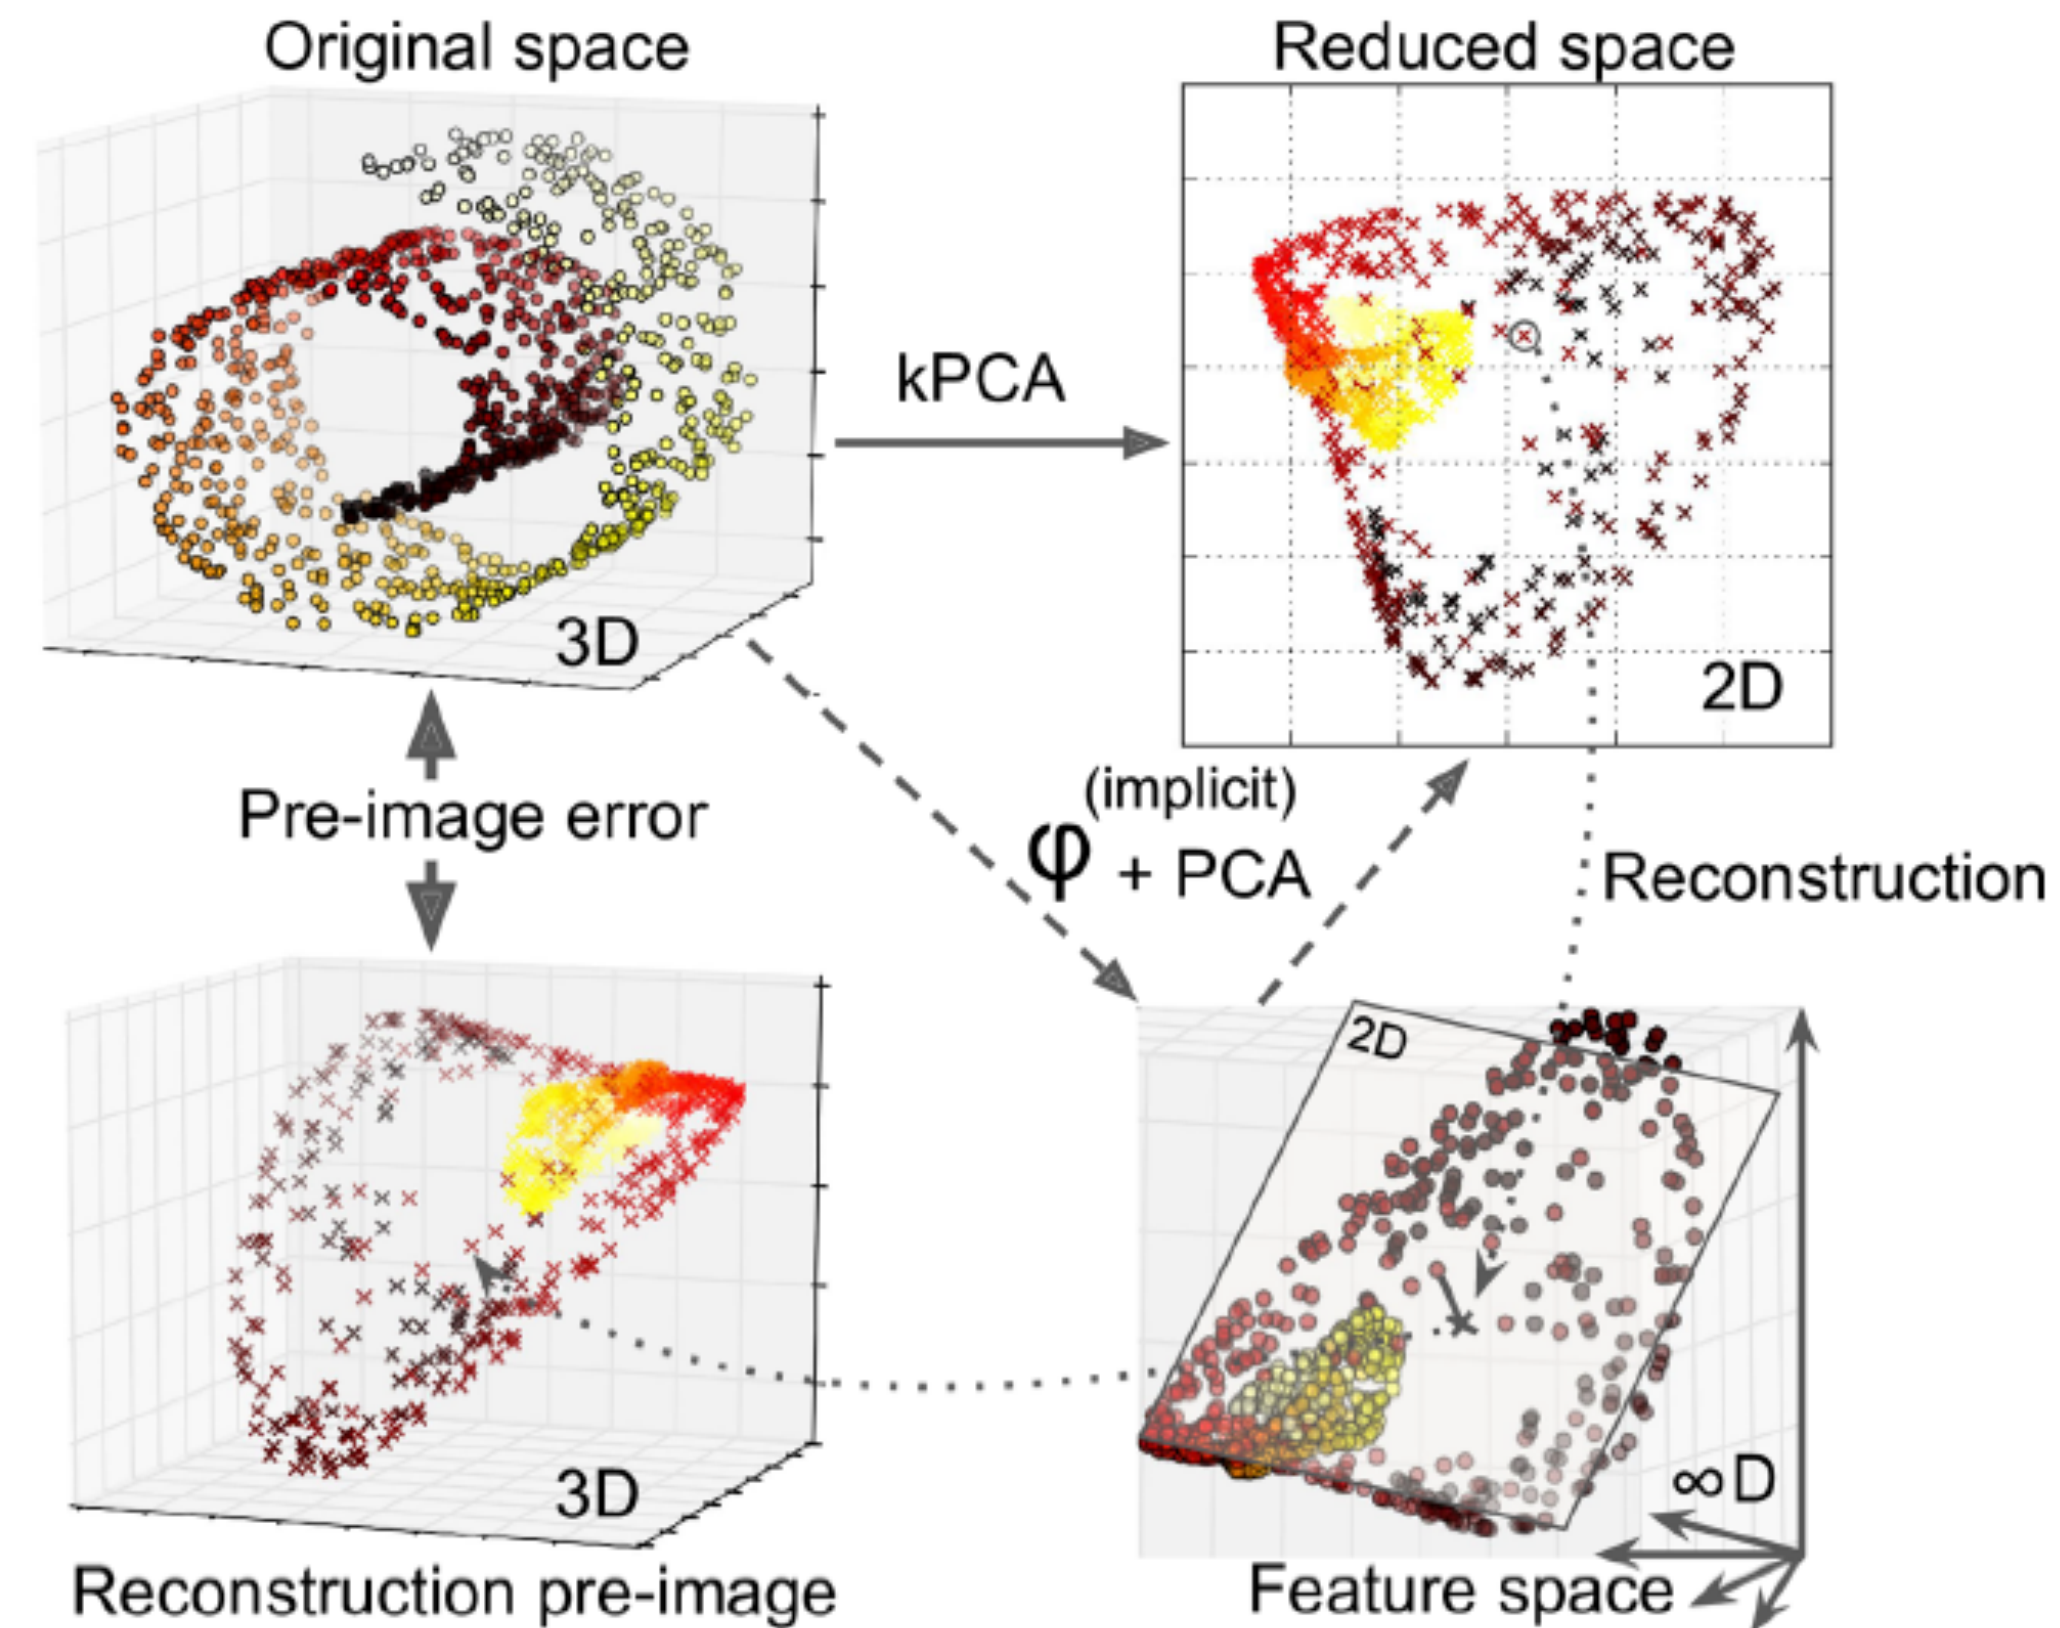 Original space
Reduced space
kPCA
3D
2D
(implicit)
φ + PCA
Pre-image error
Reconstruction
2D
3D
∞D
Reconstruction pre-image
Feature space